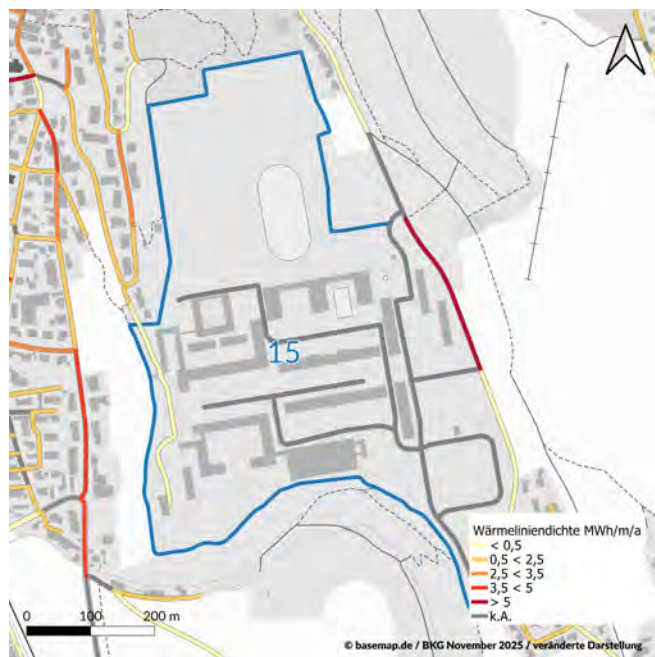 15
Wärmeliniendichte MWh/m/a
< 0,5
0,5 < 2,5
2,5 < 3,5
3,5 < 5
> 5
k.A.
0 100 200 m
© basemap.de / BKG November 2025 / veränderte Darstellung